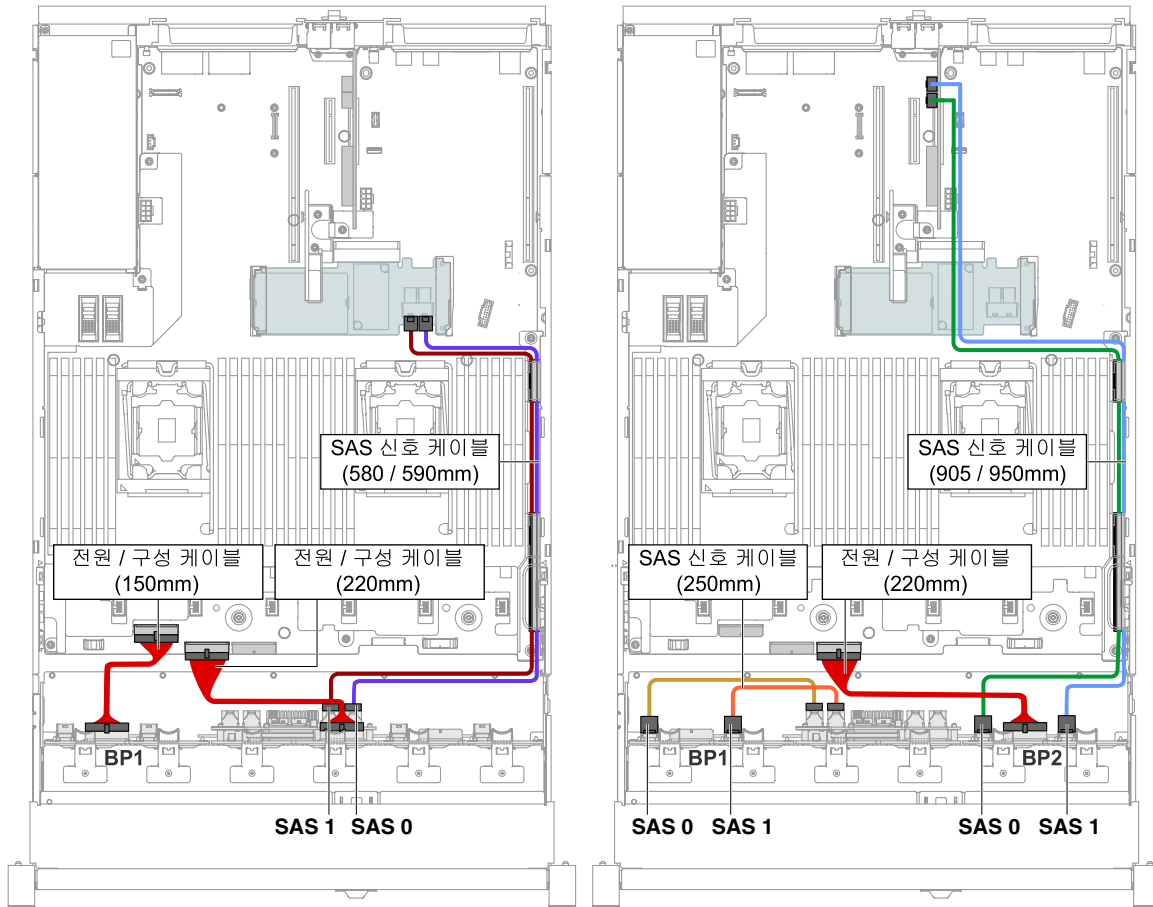 SAS 신호 케이블
(580 / 590mm)
전원 / 구성 케이블
(150mm)
전원 / 구성 케이블
(220mm)
BP1
SAS 1
SAS 0
SAS 신호 케이블
(905 / 950mm)
SAS 신호 케이블
(250mm)
전원 / 구성 케이블
(220mm)
BP1
BP2
SAS 0
SAS 1
SAS 0
SAS 1